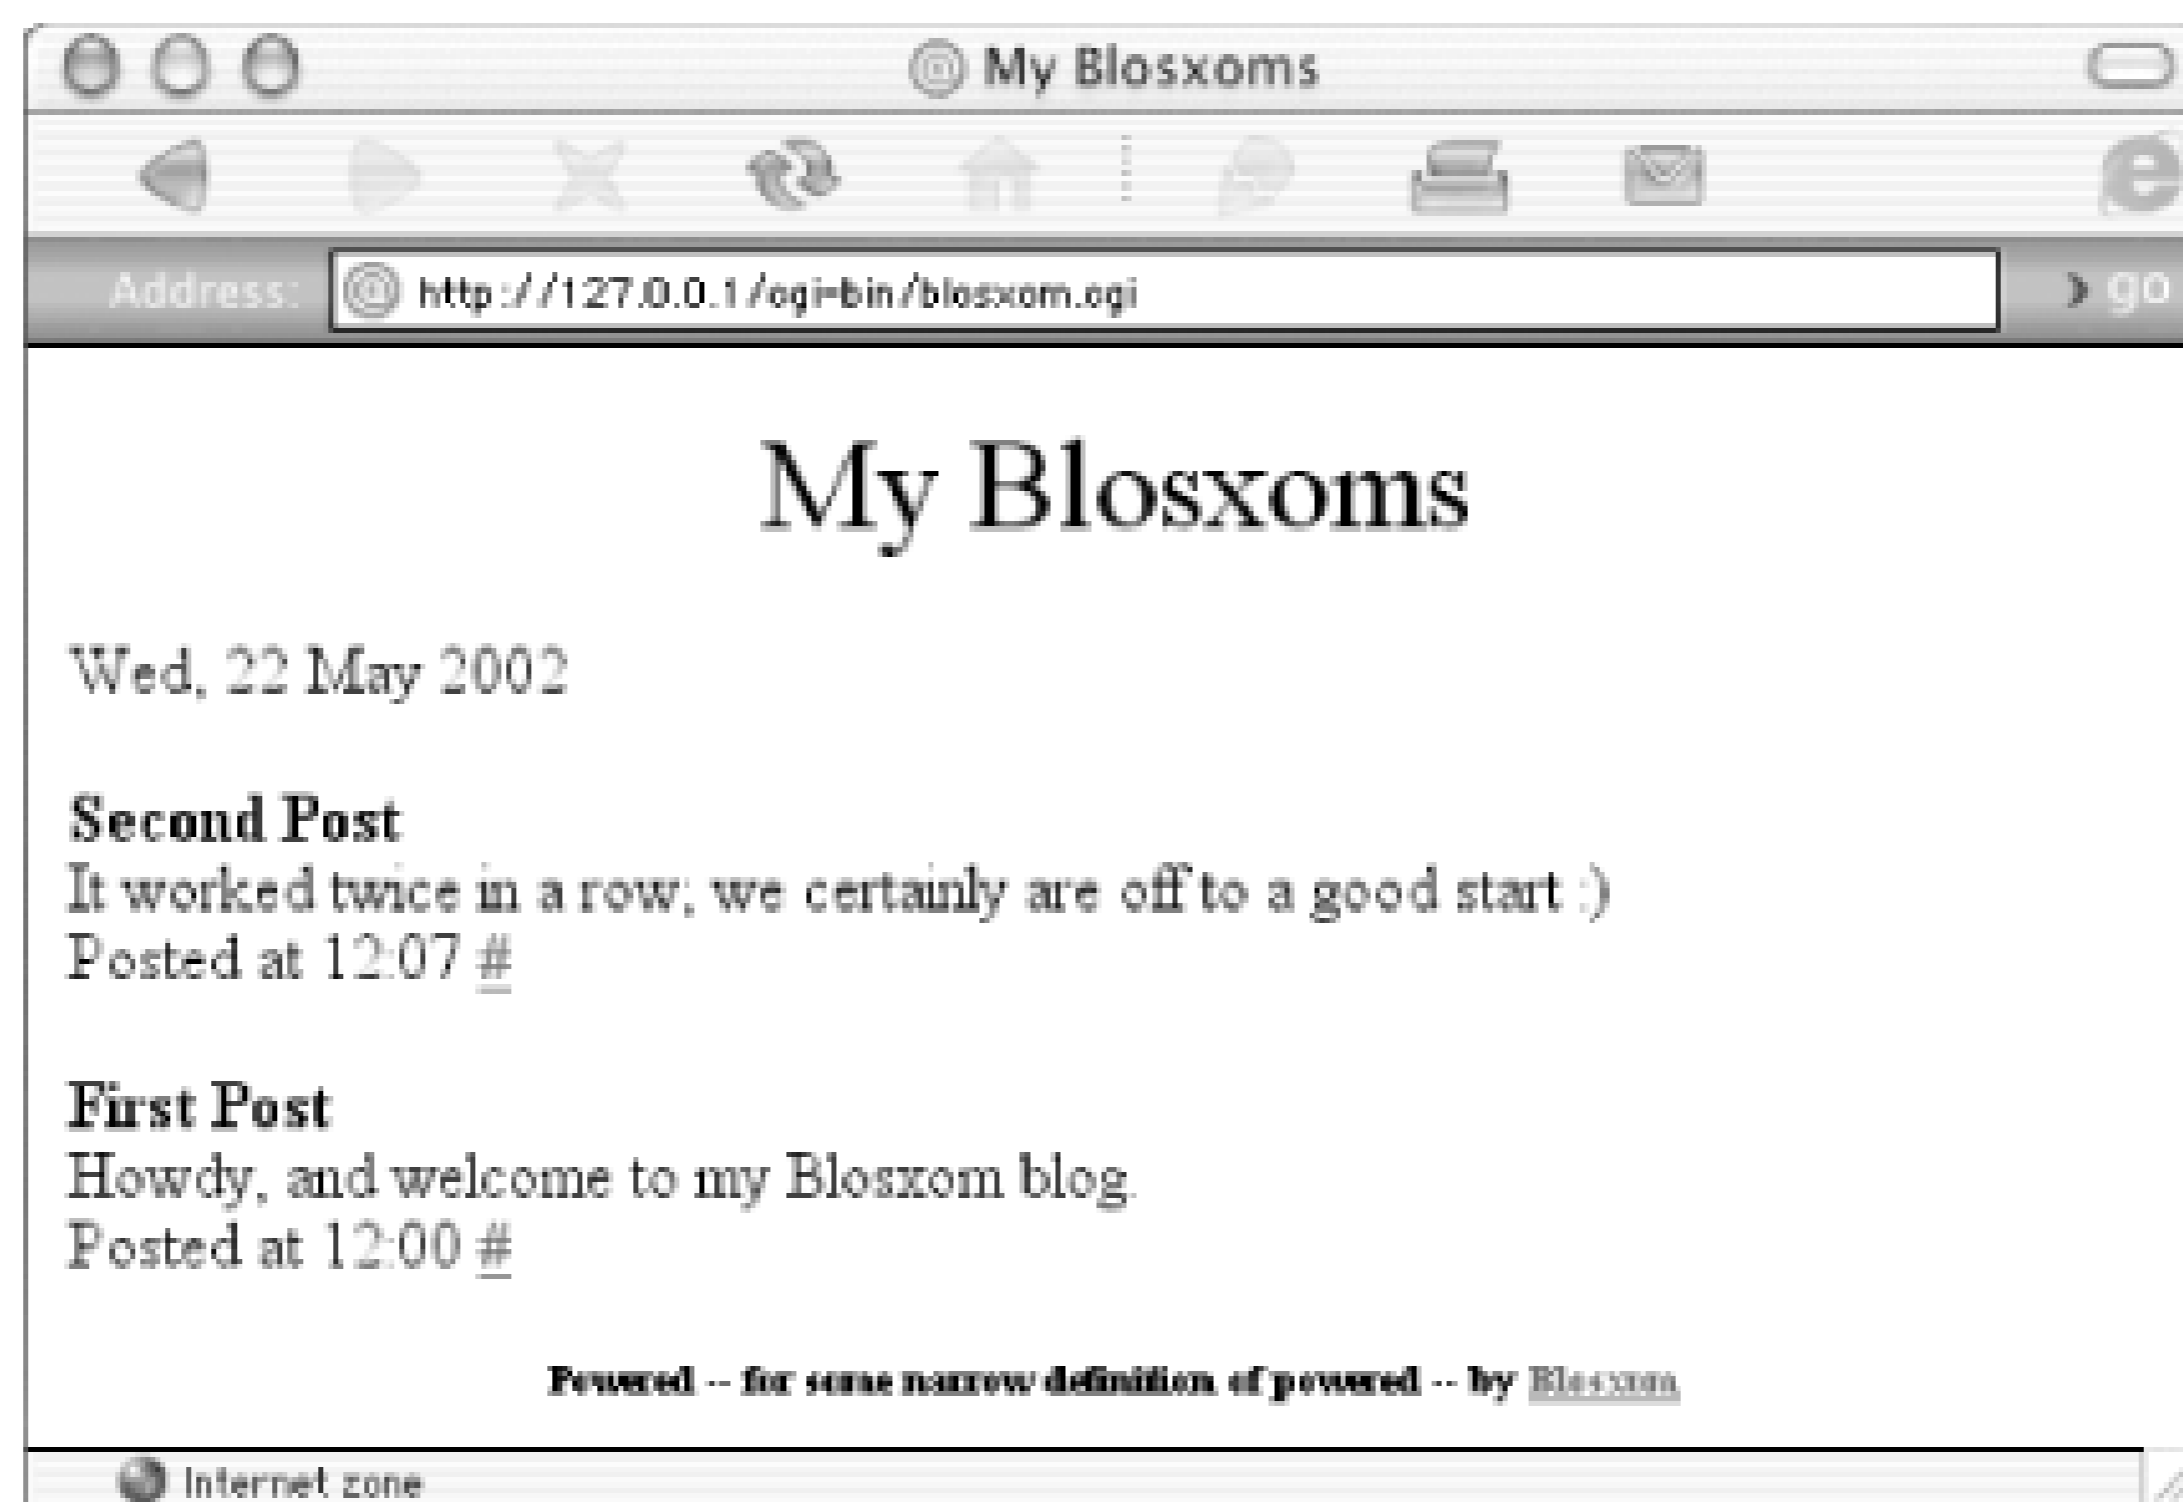 My Blosxoms
Address: http://127.0.0.1/cgi-bin/blosxom.cgi go
My Blosxoms
Wed, 22 May 2002
Second Post
It worked twice in a row; we certainly are off to a good start :)
Posted at 12:07 #
First Post
Howdy, and welcome to my Blosxom blog.
Posted at 12:00 #
Powered -- for some narrow definition of powered -- by Blosxom
Internet zone